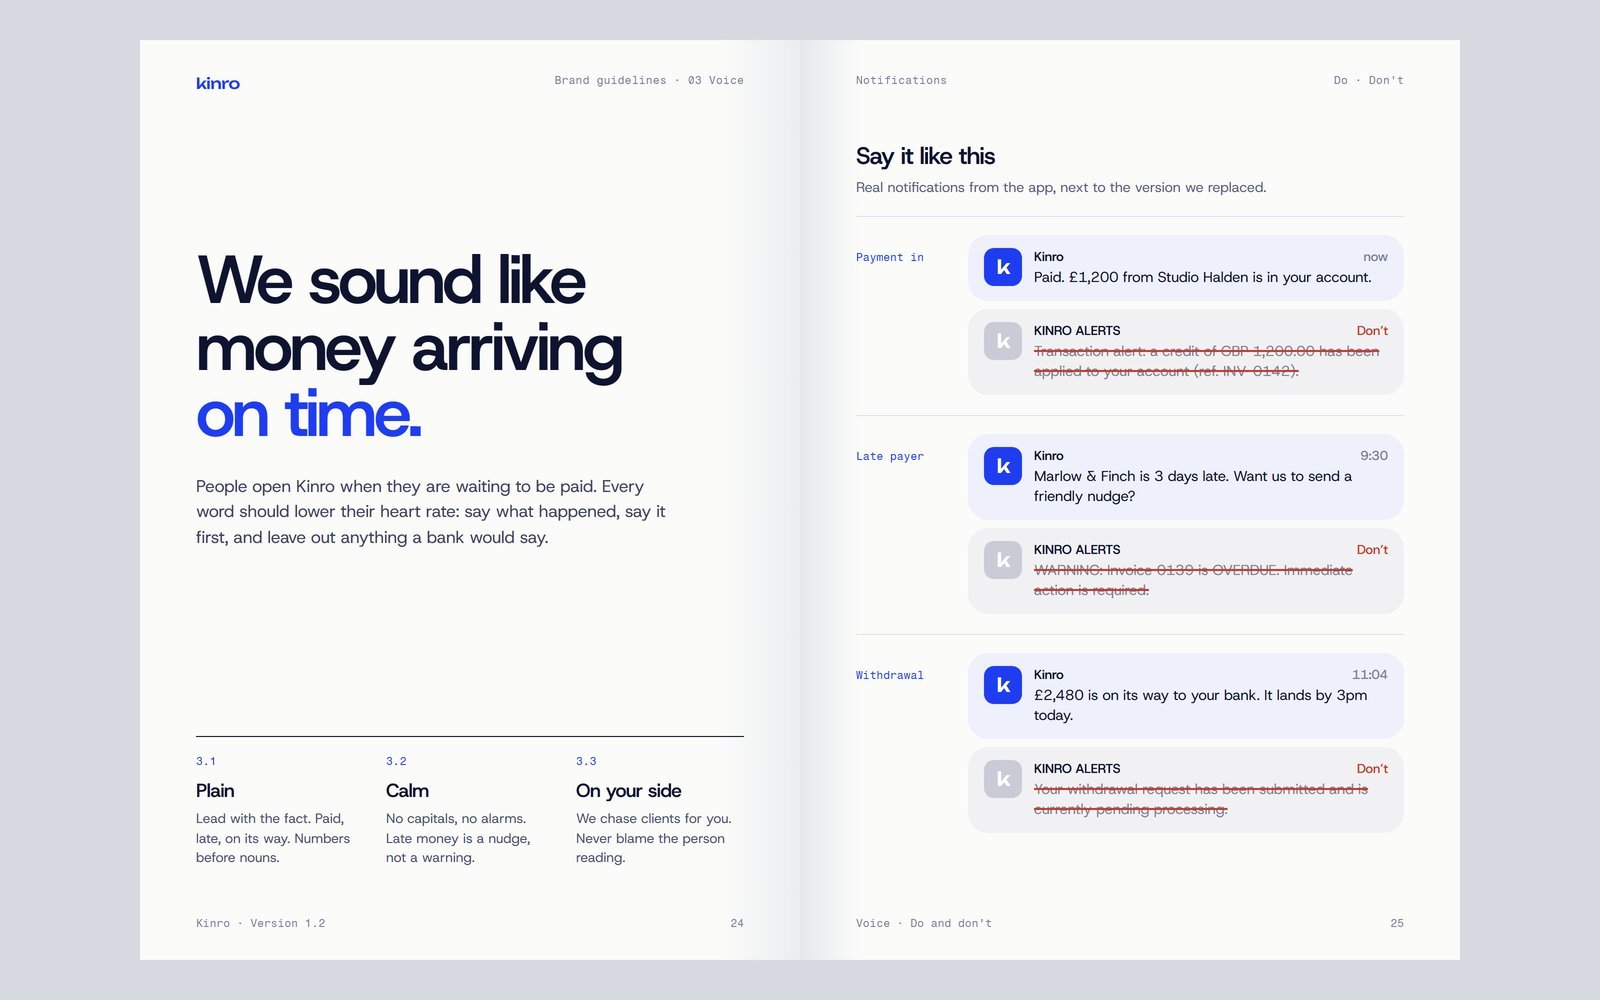 kinro
Brand guidelines · 03 Voice
We sound like
money arriving
on time.
People open Kinro when they are waiting to be paid. Every
word should lower their heart rate: say what happened, say it
first, and leave out anything a bank would say.
3.1
Plain
Lead with the fact. Paid,
late, on its way. Numbers
before nouns.
3.2
Calm
No capitals, no alarms.
Late money is a nudge,
not a warning.
3.3
On your side
We chase clients for you.
Never blame the person
reading.
Kinro · Version 1.2
24
Notifications
Do · Don't
Say it like this
Real notifications from the app, next to the version we replaced.
Payment in
k
Kinro
now
Paid. £1,200 from Studio Halden is in your account.
k
KINRO ALERTS
Don’t
Transaction alert: a credit of GBP 1,200.00 has been
applied to your account (ref. INV-0142).
Late payer
k
Kinro
9:30
Marlow & Finch is 3 days late. Want us to send a
friendly nudge?
k
KINRO ALERTS
Don’t
WARNING: Invoice 0139 is OVERDUE. Immediate
action is required.
Withdrawal
k
Kinro
11:04
£2,480 is on its way to your bank. It lands by 3pm
today.
k
KINRO ALERTS
Don’t
Your withdrawal request has been submitted and is
currently pending processing.
Voice · Do and don't
25